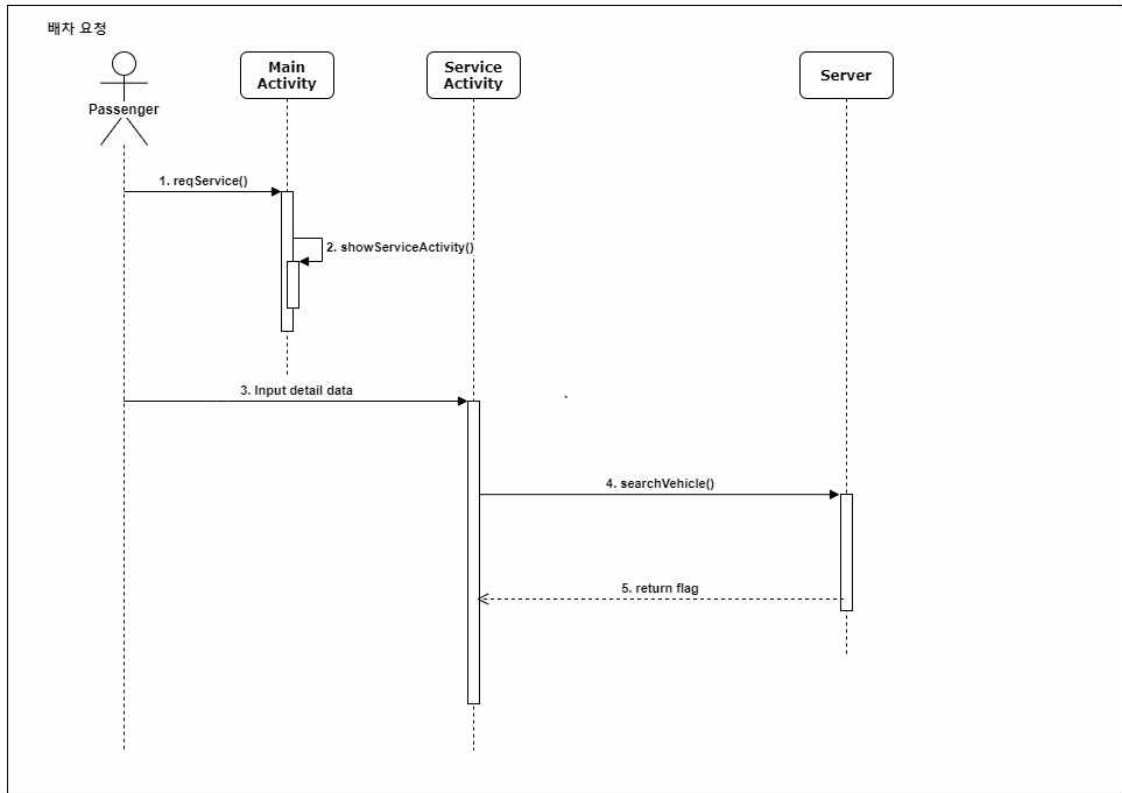 배차 요청
Passenger
Main
Activity
Service
Activity
Server
1. reqService()
2. showServiceActivity()
3. Input detail data
4. searchVehicle()
5. return flag